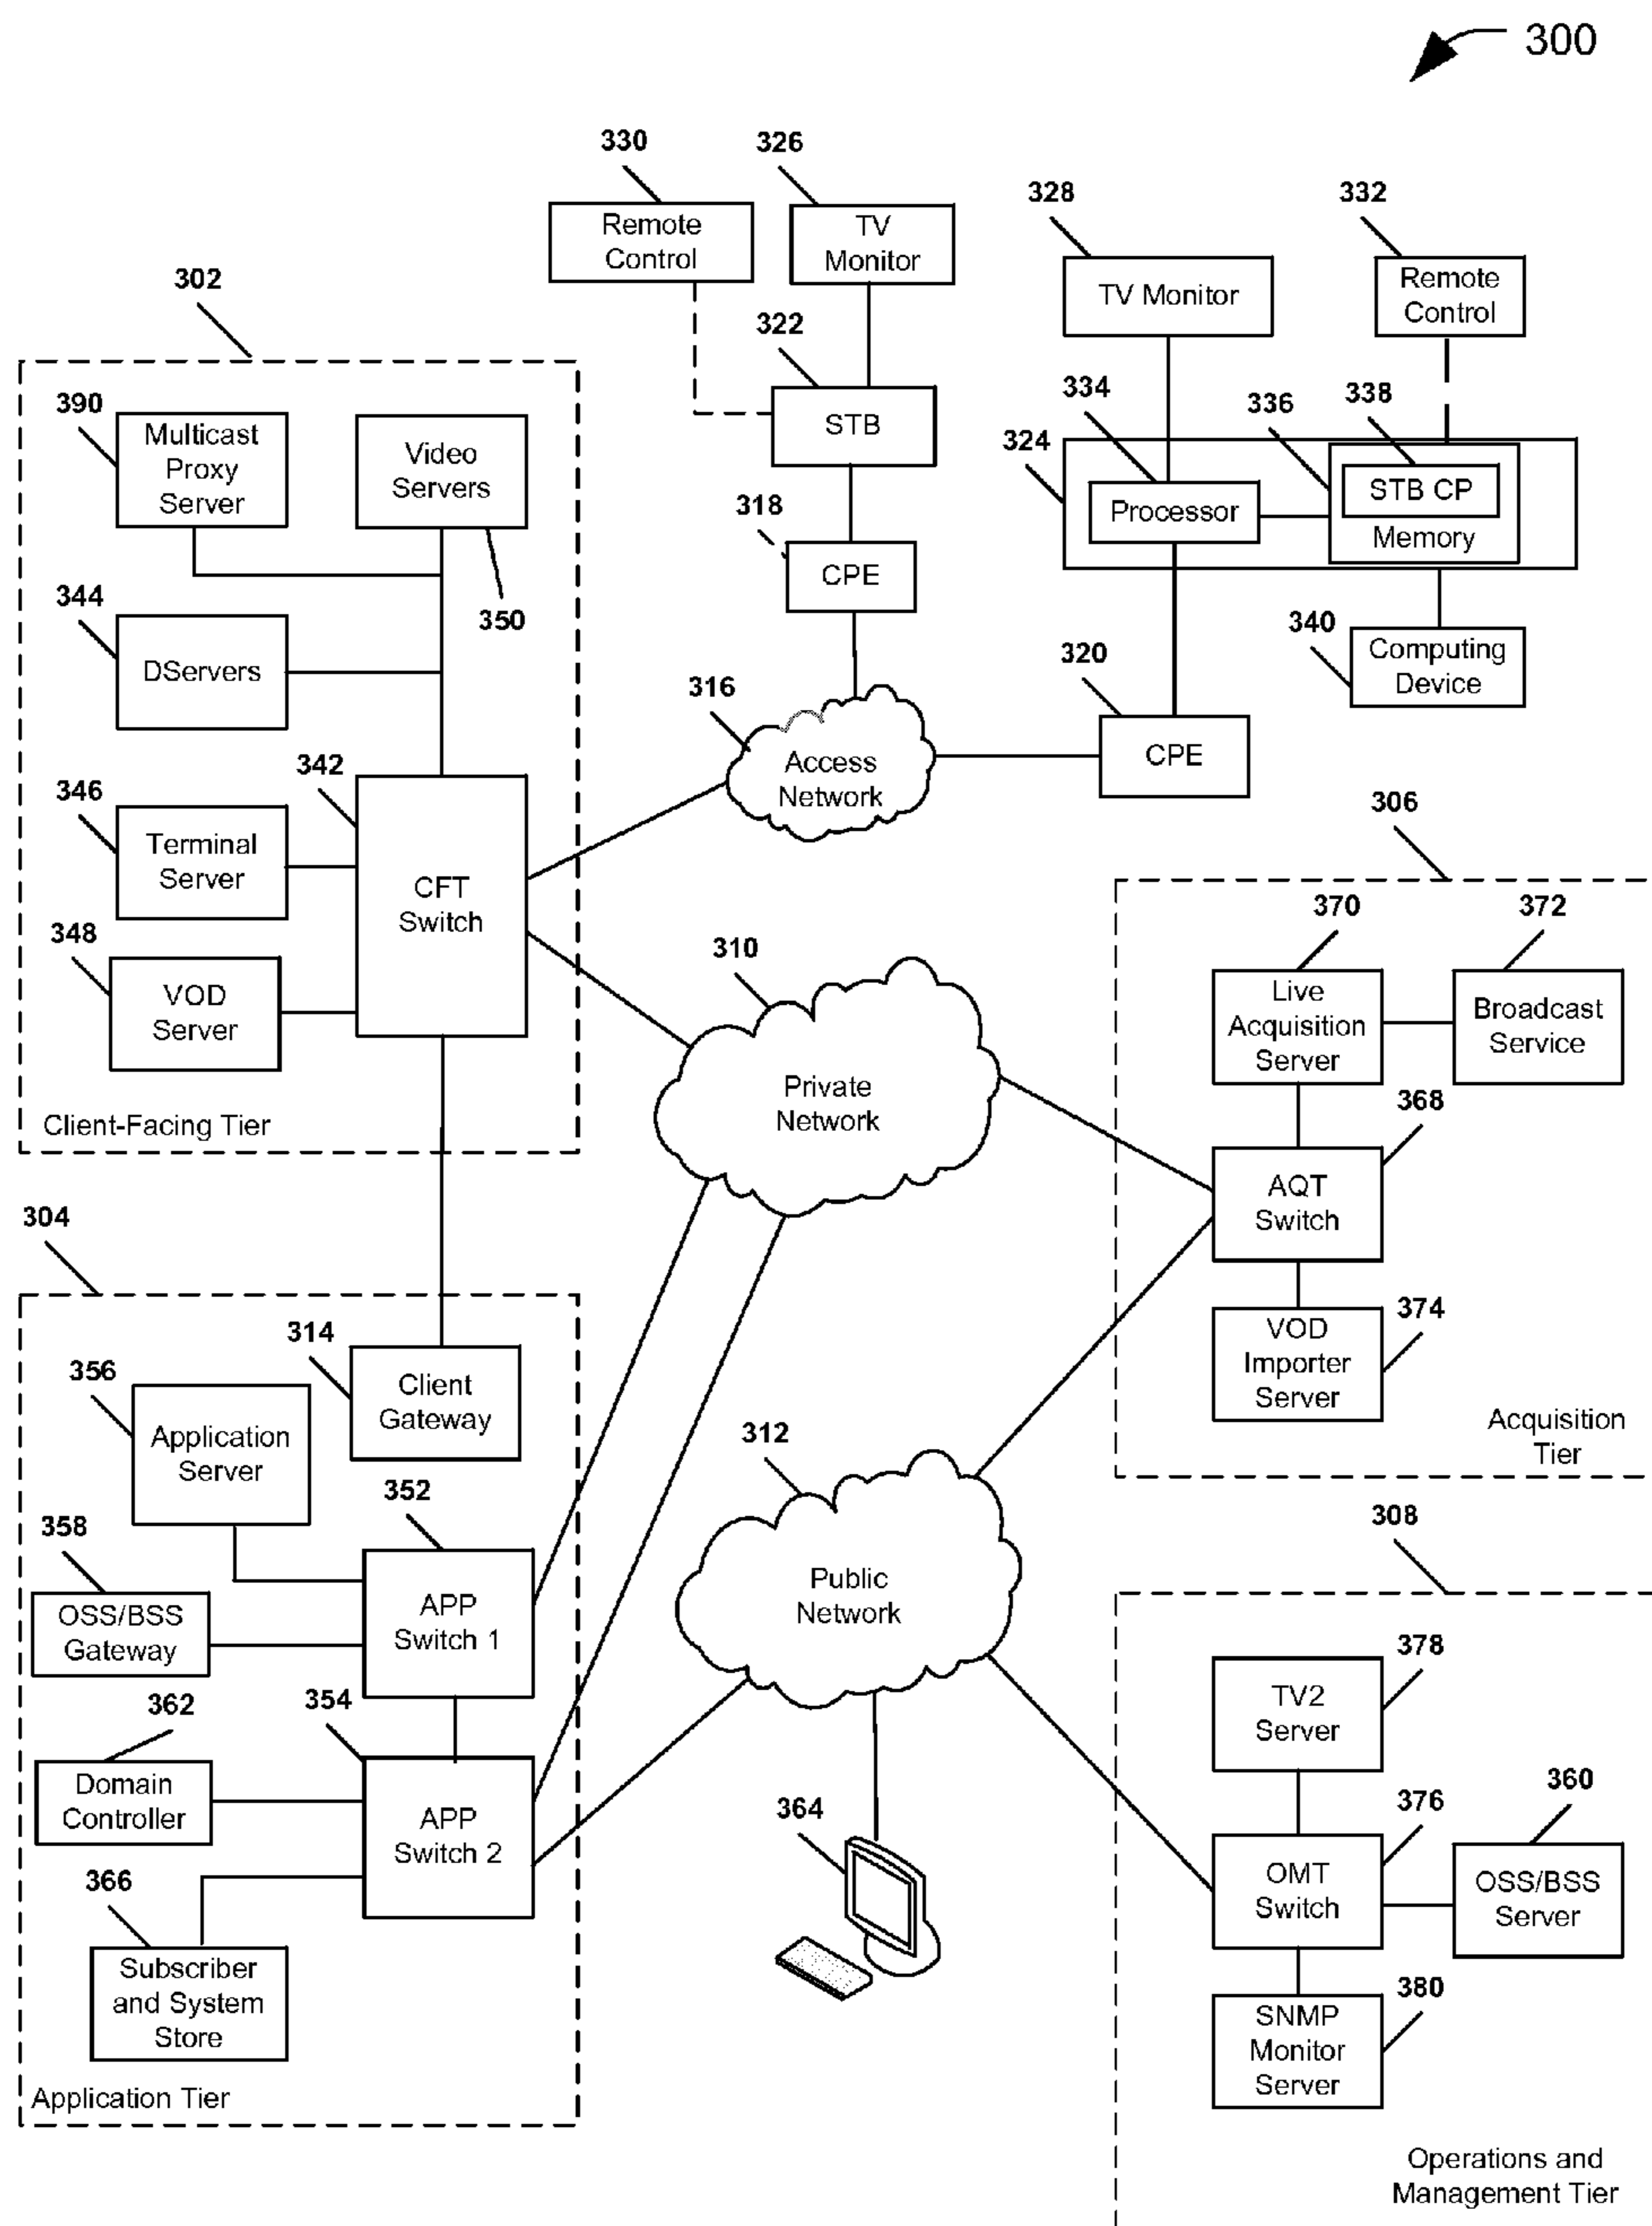 300
330
326
Remote
Control
TV
Monitor
328
332
TV Monitor
Remote
Control
302
322
STB
334
336
338
324
Processor
STB CP
Memory
390
Multicast
Proxy
Server
Video
Servers
350
318
CPE
344
DServers
340
Computing
Device
316
Access
Network
320
CPE
342
346
Terminal
Server
CFT
Switch
348
VOD
Server
Client-Facing Tier
310
Private
Network
306
370
372
Live
Acquisition
Server
Broadcast
Service
368
AQT
Switch
374
VOD
Importer
Server
Acquisition
Tier
304
314
Client
Gateway
356
Application
Server
352
358
OSS/BSS
Gateway
APP
Switch 1
362
354
Domain
Controller
APP
Switch 2
366
Subscriber
and System
Store
Application Tier
312
Public
Network
364
308
378
TV2
Server
376
360
OMT
Switch
OSS/BSS
Server
380
SNMP
Monitor
Server
Operations and
Management Tier